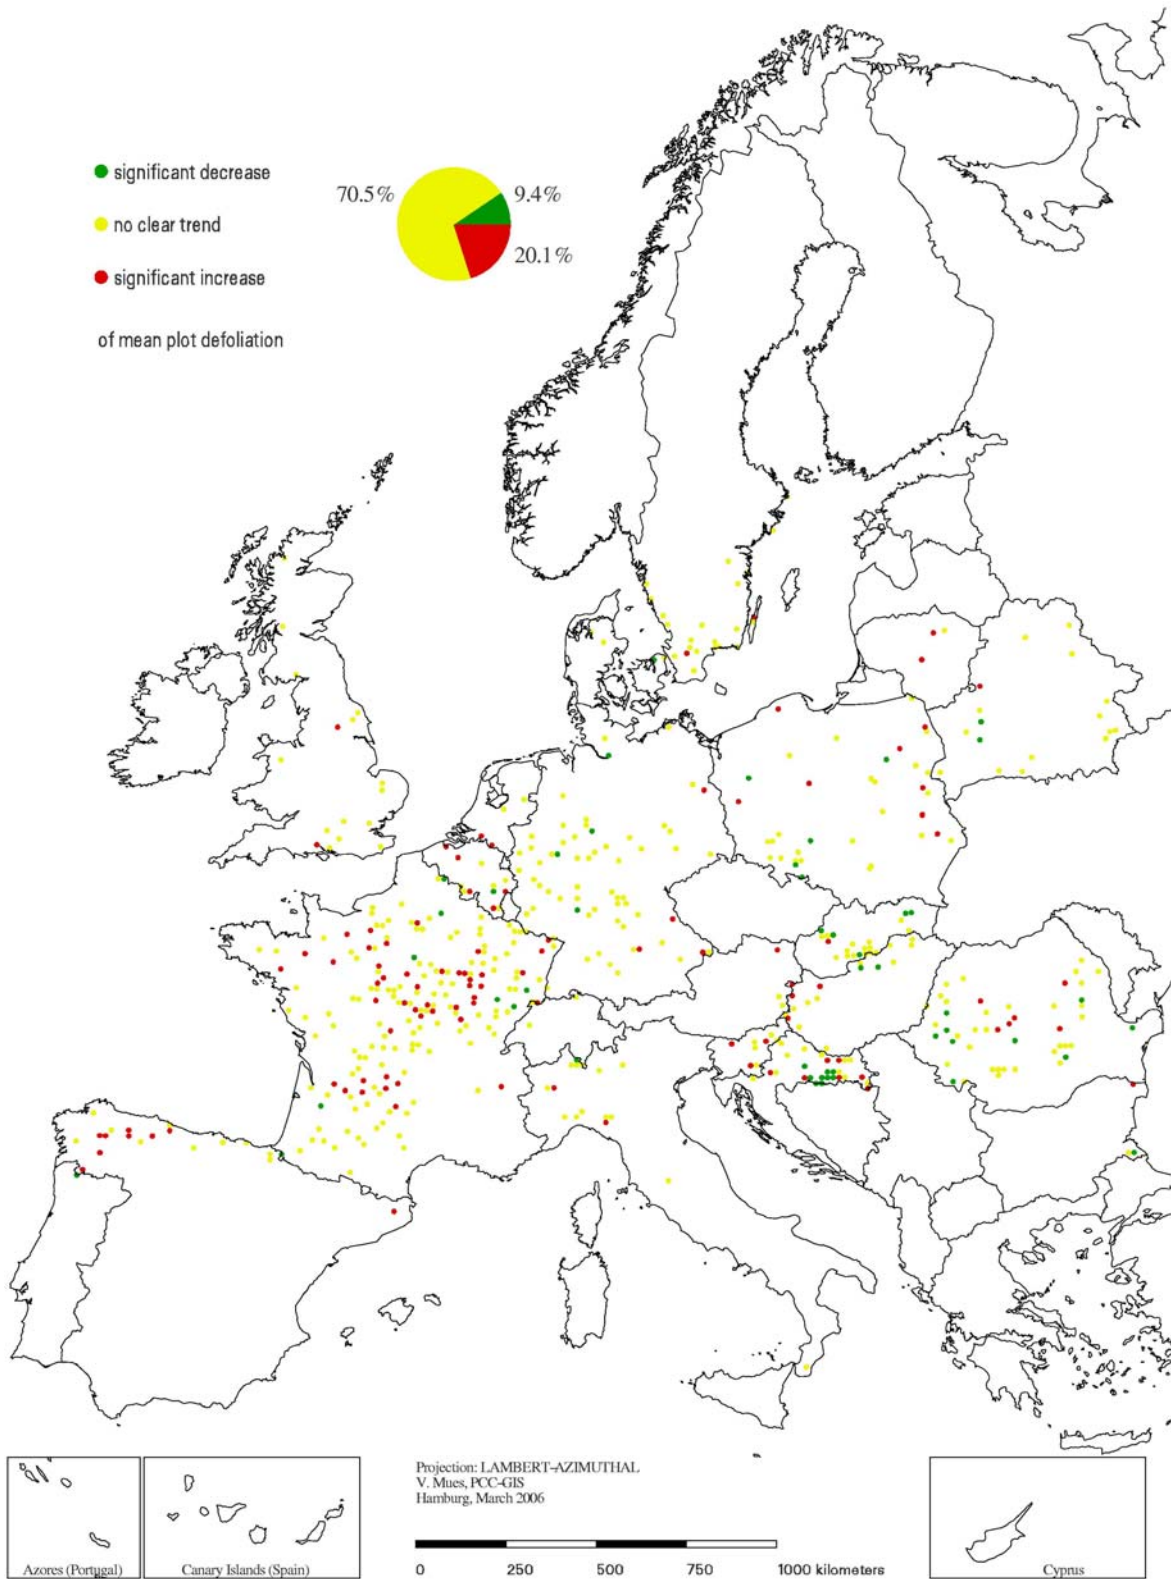 significant decrease
no clear trend
significant increase
of mean plot defoliation
70.5%
9.4%
20.1%
Projection: LAMBERT-AZIMUTHAL
V. Mues, PCC-GIS
Hamburg, March 2006
Azores (Portugal)
Canary Islands (Spain)
0 250 500 750 1000 kilometers
Cyprus